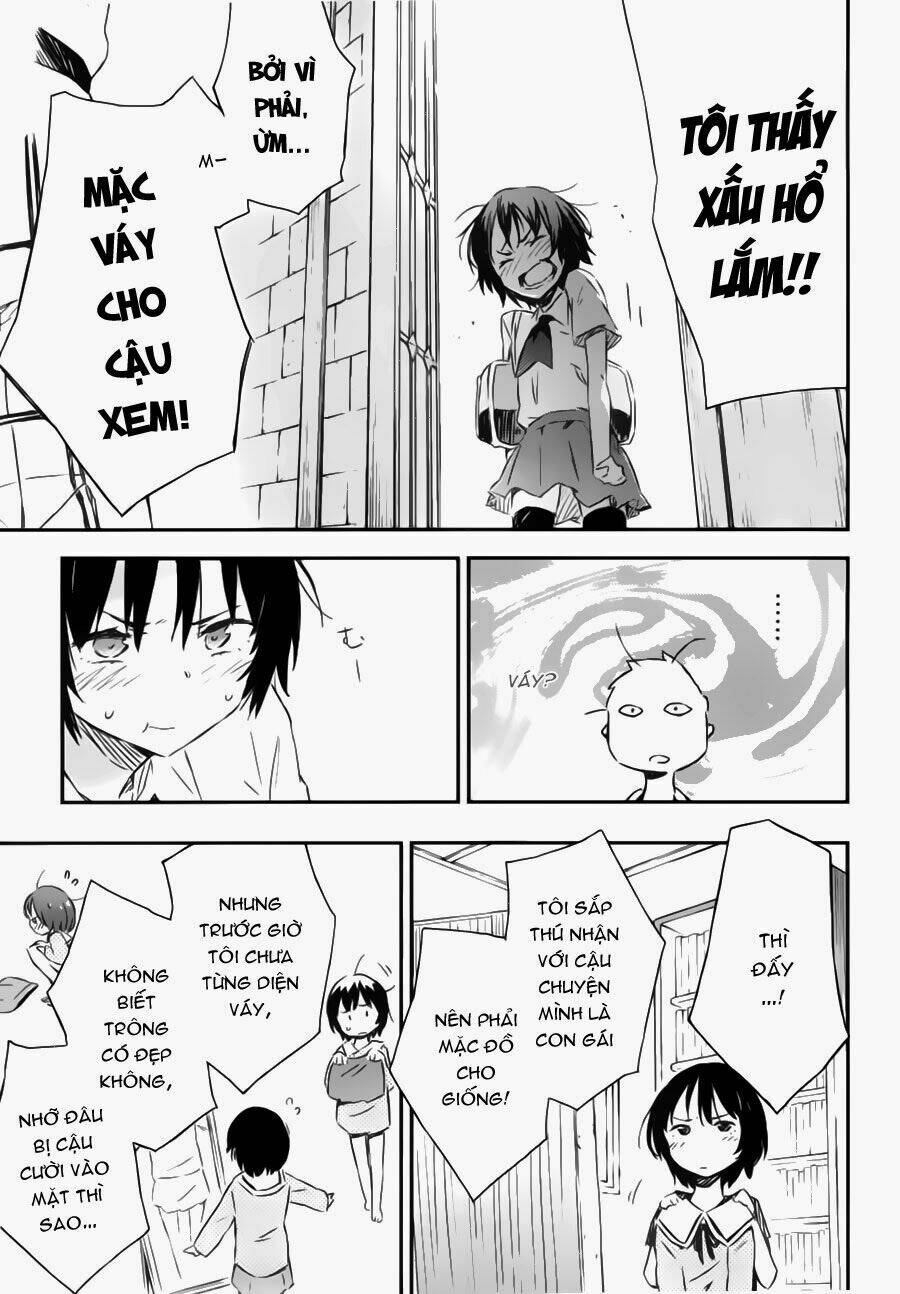 TÔI THẤY
XẤU HỔ
LẮM!!
BỞI VÌ
PHẢI,
ỪM...
M-
MẶC
VÁY
CHO
CẬU
XEM!
.......
VÁY?
むー
THÌ
ĐẤY
...!
TÔI SẮP
THÚ NHẬN
VỚI CẬU
CHUYỆN
MÌNH LÀ
CON GÁI
NÊN PHẢI
MẶC ĐỒ
CHO
GIỐNG!
NHƯNG
TRƯỚC GIỜ
TÔI CHƯA
TỪNG DIỆN
VÁY,
KHÔNG
BIẾT
TRÔNG
CÓ ĐẸP
KHÔNG,
NHỠ ĐÂU
BỊ CẬU
CƯỜI VÀO
MẶT THÌ
SAO...